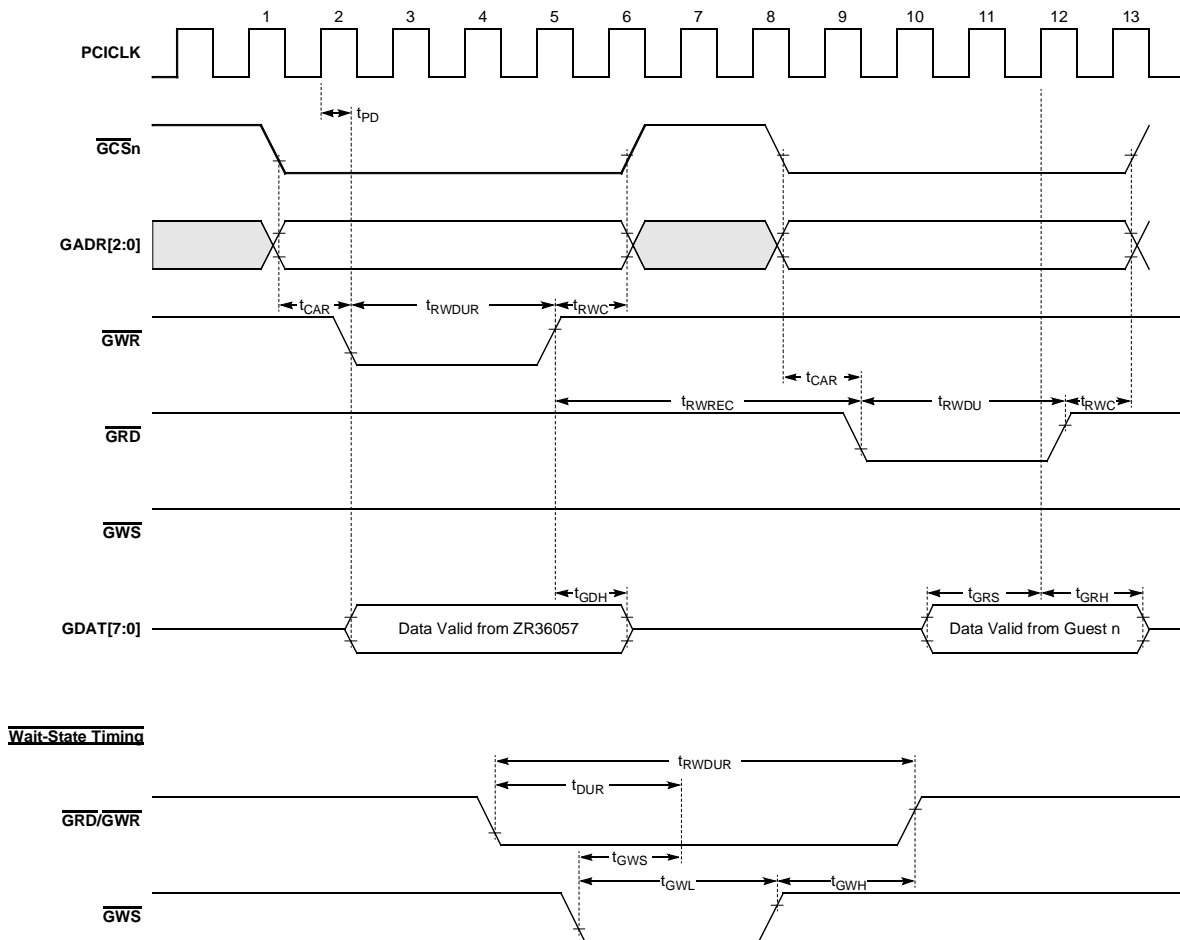 1 2 3 4 5 6 7 8 9 10 11 12 13
PCICLK
tPD
GCSn
GADR[2:0]
tCAR tRWDUR tRWC
GWR
tCAR
tRWREC tRWDU tRWC
GRD
GWS
tGDH tGRS tGRH
GDAT[7:0] Data Valid from ZR36057 Data Valid from Guest n
Wait-State Timing
tRWDUR
tDUR
GRD/GWR
tGWS
tGWL tGWH
GWS